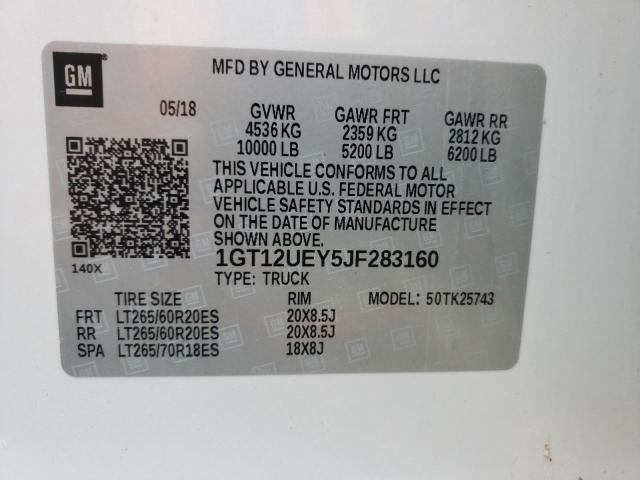 GM
MFD BY GENERAL MOTORS LLC
05/18 GVWR GAWR FRT GAWR RR
4536 KG 2359 KG 2812 KG
10000 LB 5200 LB 6200 LB
THIS VEHICLE CONFORMS TO ALL
APPLICABLE U.S. FEDERAL MOTOR
VEHICLE SAFETY STANDARDS IN EFFECT
ON THE DATE OF MANUFACTURE
SHOWN ABOVE.
140X 1GT12UEY5JF283160
TYPE: TRUCK
TIRE SIZE RIM MODEL: 50TK25743
FRT LT265/60R20ES 20X8.5J
RR LT265/60R20ES 20X8.5J
SPA LT265/70R18ES 18X8J